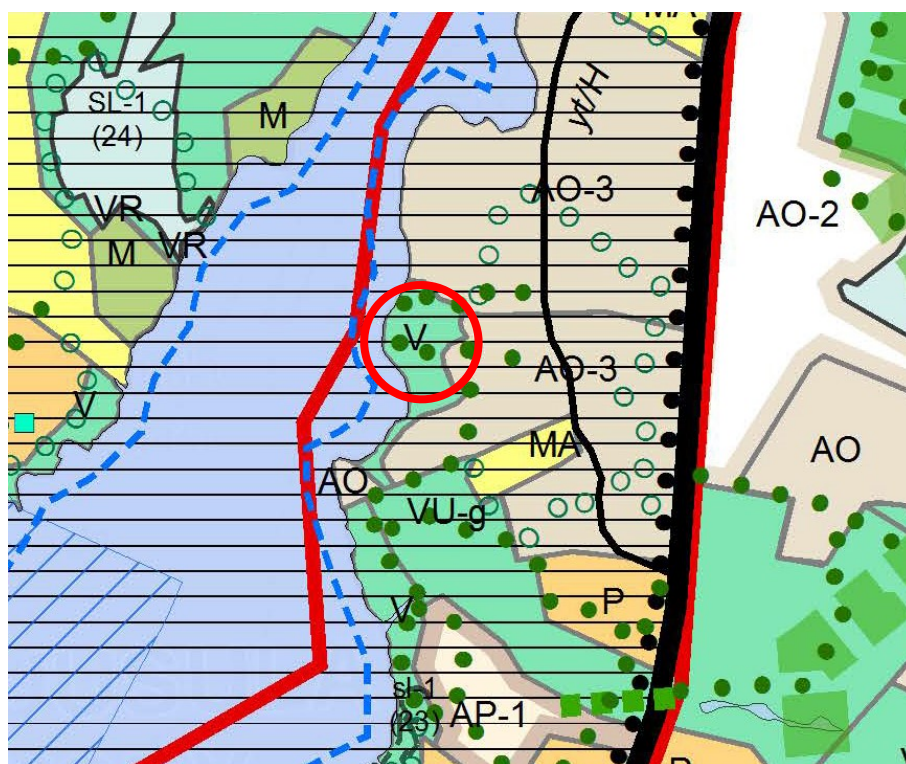 MA
yt/H
SL-1
(24)
M
AO-3
AO-2
VR
M
VR
V
AO-3
V
MA
AO
AO
VU-g
V
P
sl-1
(23)
AP-1